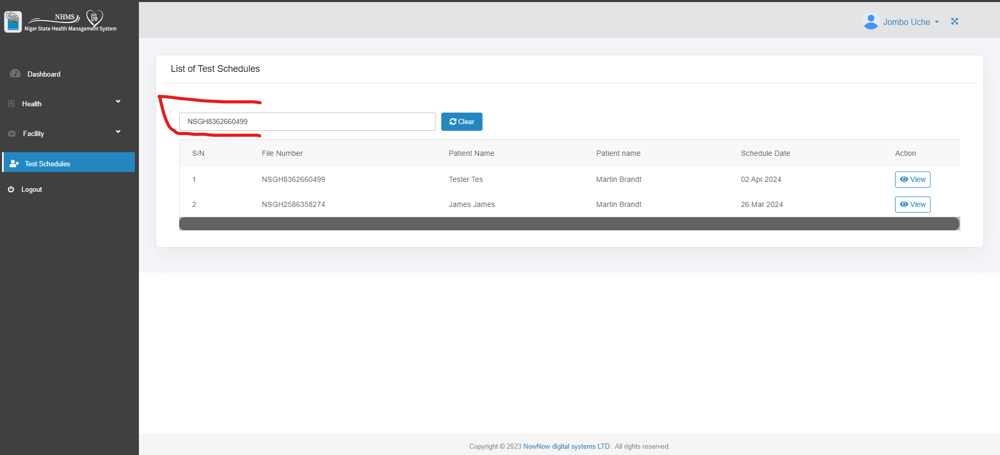 NHMS
Niger State Health Management System
Jombo Uche
Dashboard
Health
Facility
Test Schedules
Logout
List of Test Schedules
NSGH8362660499
Clear
S/N File Number Patient Name Patient name Schedule Date Action
1 NSGH8362660499 Tester Tes Martin Brandt 02 Apr 2024 View
2 NSGH2586358274 James James Martin Brandt 26 Mar 2024 View
Copyright © 2023 NowNow digital systems LTD . All rights reserved.